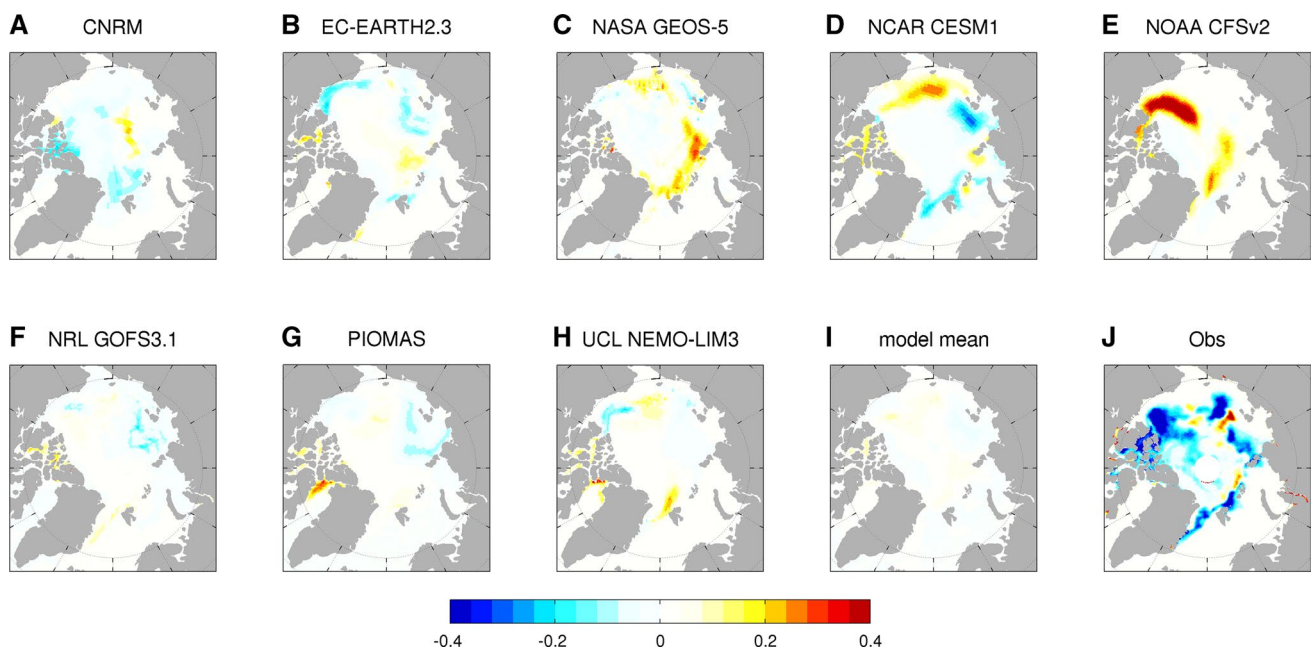 A CNRM
B EC-EARTH2.3
C NASA GEOS-5
D NCAR CESM1
E NOAA CFSv2
F NRL GOFS3.1
G PIOMAS
H UCL NEMO-LIM3
I model mean
J Obs
-0.4 -0.2 0 0.2 0.4